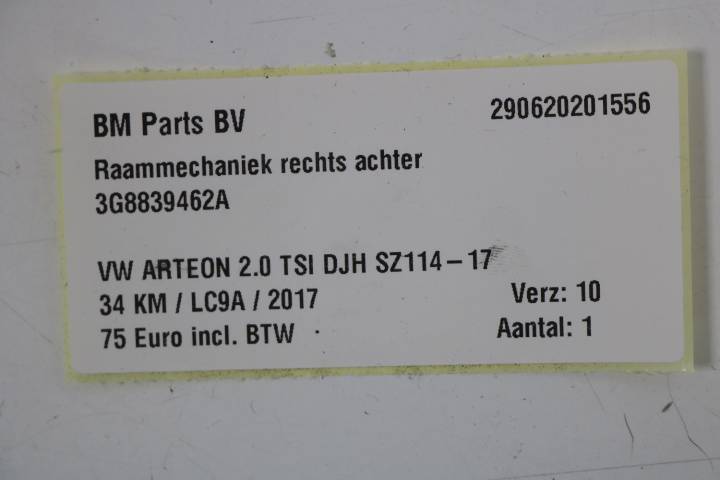 BM Parts BV 290620201556
Raammechaniek rechts achter
3G8839462A
VW ARTEON 2.0 TSI DJH SZ114-17
34 KM / LC9A / 2017 Verz: 10
75 Euro incl. BTW Aantal: 1